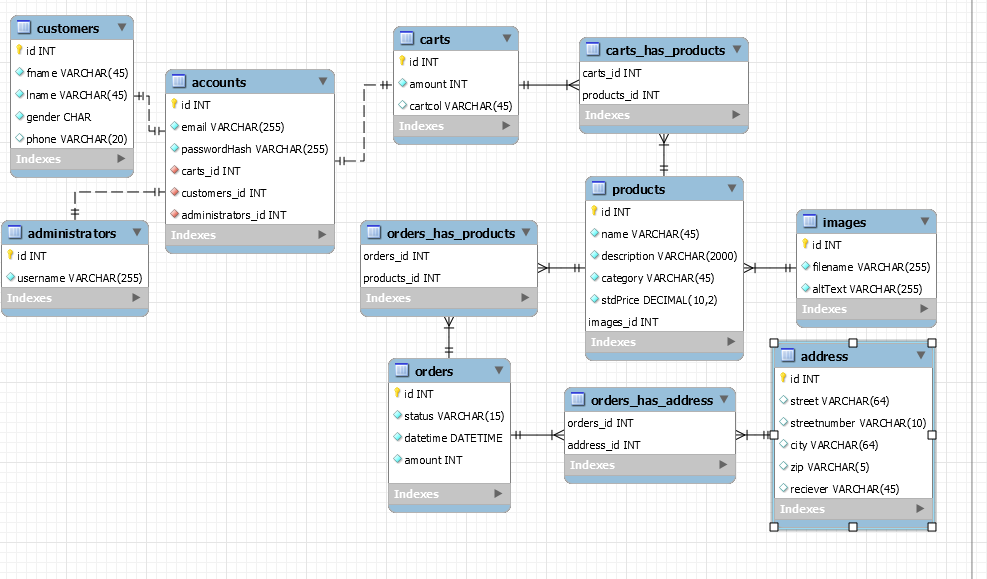 customers
id INT
fname VARCHAR(45)
lname VARCHAR(45)
gender CHAR
phone VARCHAR(20)
Indexes
accounts
id INT
email VARCHAR(255)
passwordHash VARCHAR(255)
carts_id INT
customers_id INT
administrators_id INT
Indexes
carts
id INT
amount INT
cartcol VARCHAR(45)
Indexes
carts_has_products
carts_id INT
products_id INT
Indexes
administrators
id INT
username VARCHAR(255)
Indexes
orders_has_products
orders_id INT
products_id INT
Indexes
products
id INT
name VARCHAR(45)
description VARCHAR(2000)
category VARCHAR(45)
stdPrice DECIMAL(10,2)
images_id INT
Indexes
images
id INT
filename VARCHAR(255)
altText VARCHAR(255)
Indexes
orders
id INT
status VARCHAR(15)
datetime DATETIME
amount INT
Indexes
orders_has_address
orders_id INT
address_id INT
Indexes
address
id INT
street VARCHAR(64)
streetnumber VARCHAR(10)
city VARCHAR(64)
zip VARCHAR(5)
reciever VARCHAR(45)
Indexes